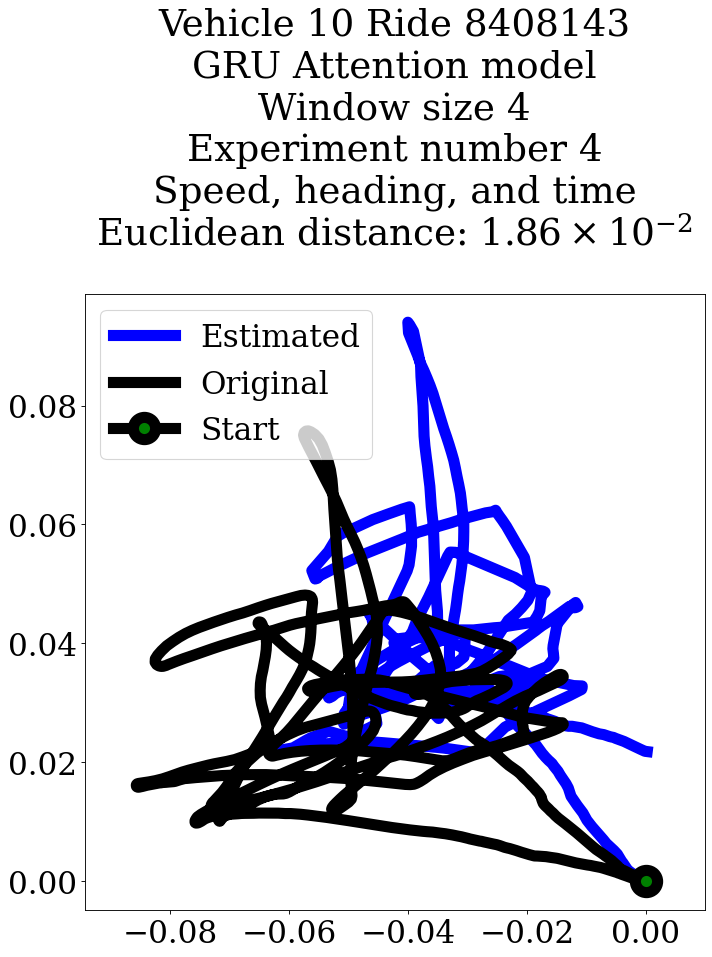 Vehicle 10 Ride 8408143
GRU Attention model
Window size 4
Experiment number 4
Speed, heading, and time
Euclidean distance: 1.86 × 10⁻²
Estimated
Original
Start
0.08
0.06
0.04
0.02
0.00
−0.08 −0.06 −0.04 −0.02 0.00